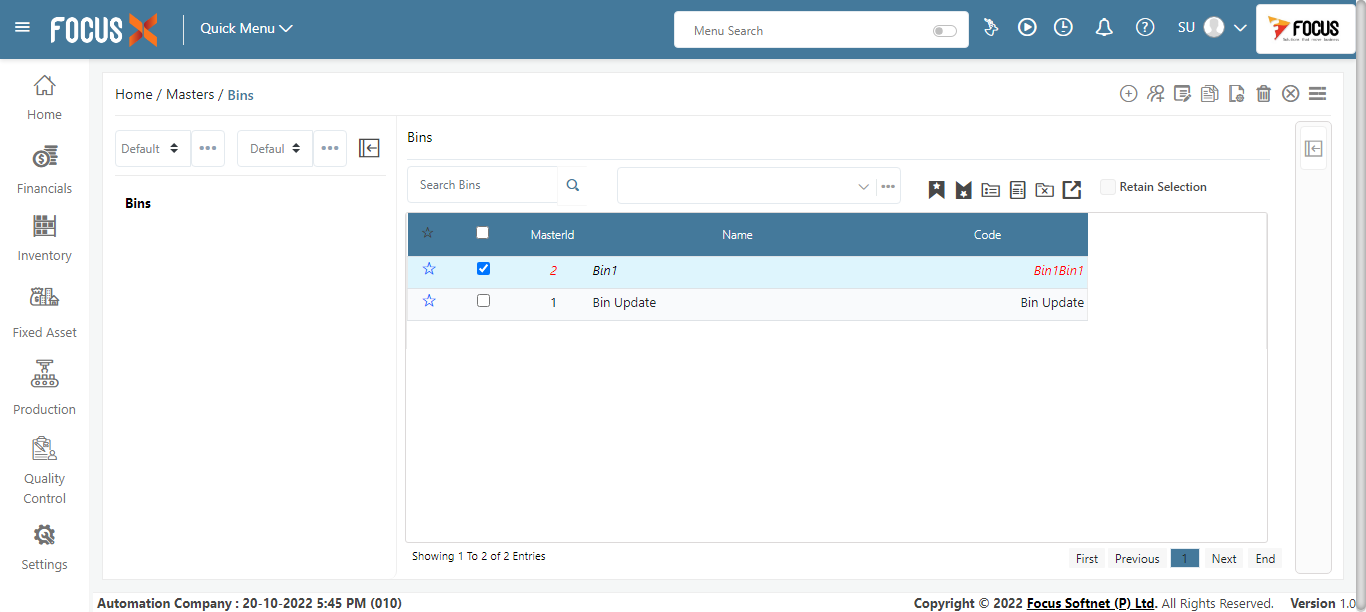 FOCUS X
Quick Menu
Menu Search
SU
FOCUS
Home
Financials
Inventory
Fixed Asset
Production
Quality
Control
Settings
Home / Masters / Bins
Default
Defaul
Bins
Bins
Search Bins
Retain Selection
MasterId Name Code
2 Bin1 Bin1Bin1
1 Bin Update Bin Update
Showing 1 To 2 of 2 Entries
First Previous 1 Next End
Automation Company : 20-10-2022 5:45 PM (010)
Copyright © 2022 Focus Softnet (P) Ltd. All Rights Reserved. Version 1.0